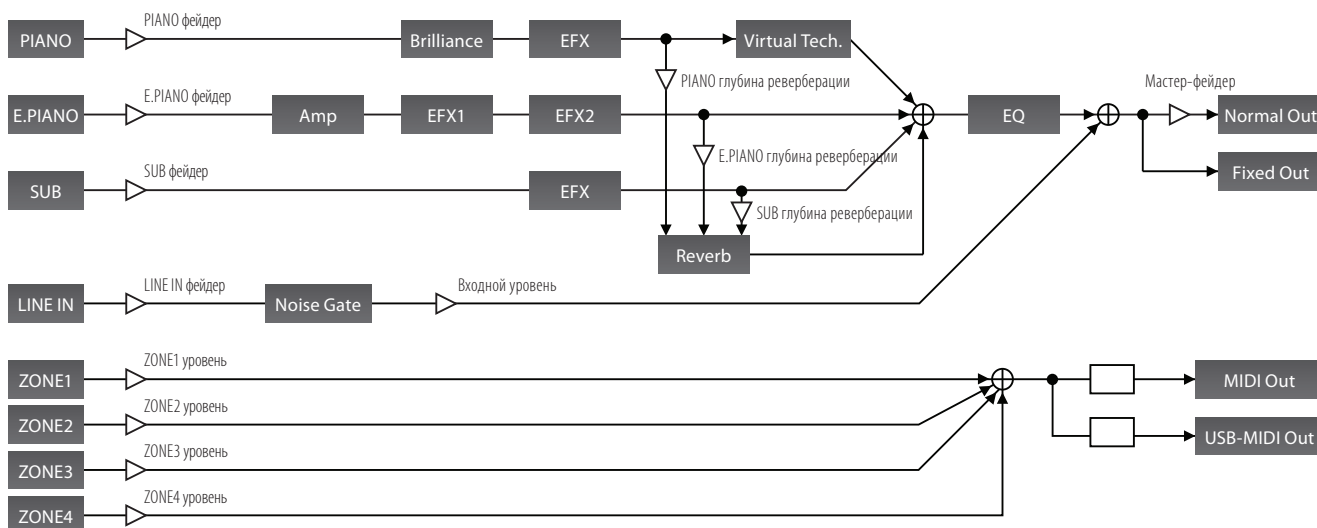 PIANO фейдер
PIANO
Brilliance
EFX
Virtual Tech.
PIANO глубина реверберации
Мастер-фейдер
E.PIANO фейдер
E.PIANO
Amp
EFX1
EFX2
EQ
Normal Out
E.PIANO глубина реверберации
SUB фейдер
SUB
EFX
Fixed Out
SUB глубина реверберации
Reverb
LINE IN фейдер
Входной уровень
LINE IN
Noise Gate
ZONE1 уровень
ZONE1
MIDI Out
ZONE2 уровень
ZONE2
USB-MIDI Out
ZONE3 уровень
ZONE3
ZONE4 уровень
ZONE4